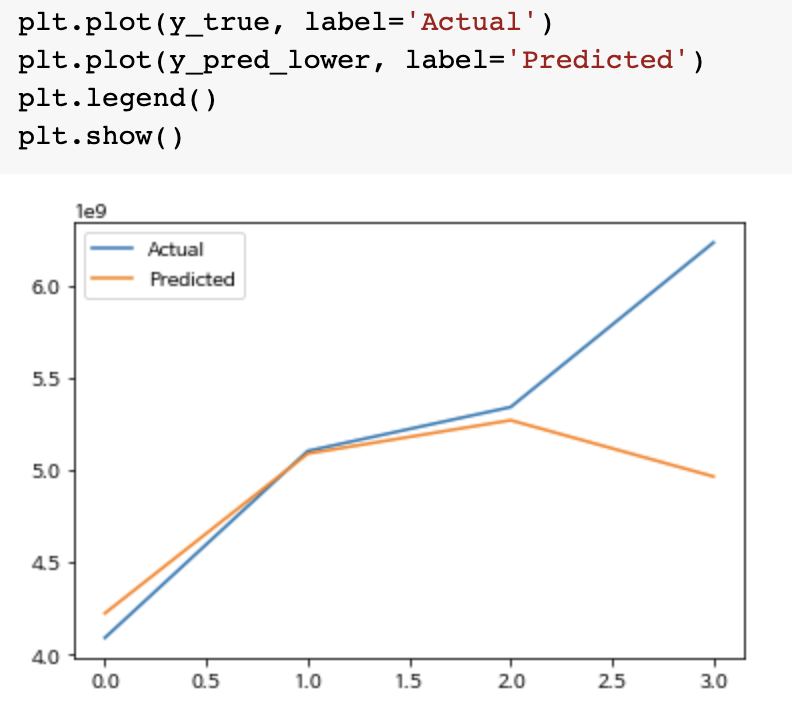 plt.plot(y_true, label='Actual')
plt.plot(y_pred_lower, label='Predicted')
plt.legend()
plt.show()
1e9
Actual
Predicted
6.0
5.5
5.0
4.5
4.0
0.0 0.5 1.0 1.5 2.0 2.5 3.0